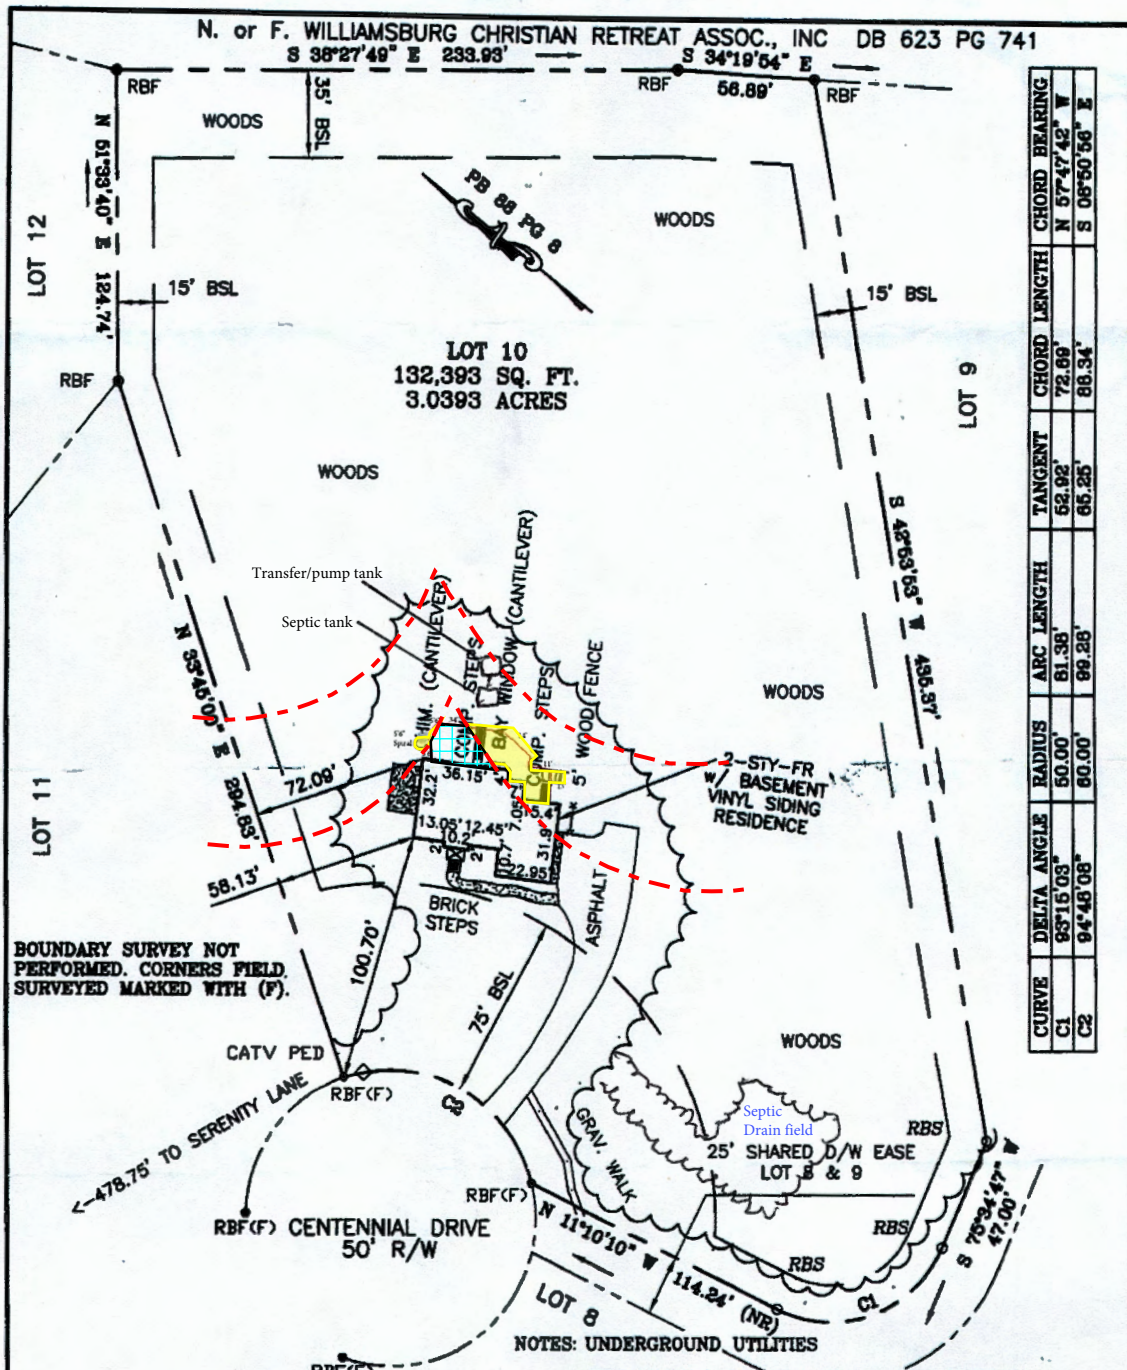 N. or F. WILLIAMSBURG CHRISTIAN RETREAT ASSOC., INC DB 623 PG 741
S 36°27'49" E 233.93'
S 34°19'54" E
56.89'
RBF
RBF
RBF
35' BSL
WOODS
N 51°33'40" E 124.74'
LOT 12
15' BSL
PB 88 PG 8
WOODS
15' BSL
LOT 10
132,393 SQ. FT.
3.0393 ACRES
RBF
LOT 9
WOODS
S 42°53'53" W 435.37'
CURVE DELTA ANGLE RADIUS ARC LENGTH TANGENT CHORD LENGTH CHORD BEARING
C1 93°15'03" 50.00' 81.38' 52.92' 72.69' N 57°47'42" W
C2 94°48'08" 60.00' 99.28' 65.25' 88.34' S 08°50'56" E
Transfer/pump tank
Septic tank
(CANTILEVER)
STEPS
BAY WINDOW (CANTILEVER)
STEPS
WOOD FENCE
WOODS
N 33°45'00" E 294.83'
LOT 11
72.09'
58.13'
36.15'
32.2'
13.05'
12.45'
10.2'
2'
2'
7.05'
15.4'
31.9'
22.95'
5'
2-STY-FR
W/ BASEMENT
VINYL SIDING
RESIDENCE
BRICK
STEPS
ASPHALT
100.70'
75' BSL
BOUNDARY SURVEY NOT
PERFORMED. CORNERS FIELD
SURVEYED MARKED WITH (F).
WOODS
CATV PED
RBF(F)
C2
<--478.75' TO SERENITY LANE
Septic
Drain field
25' SHARED D/W EASE
LOT 8 & 9
GRAV. WALK
RBS
RBS
RBS
RBF(F)
RBF(F)
CENTENNIAL DRIVE
50' R/W
N 11°10'10" W 114.24' (NR)
S 75°34'47" W
47.00'
C1
LOT 8
NOTES: UNDERGROUND UTILITIES